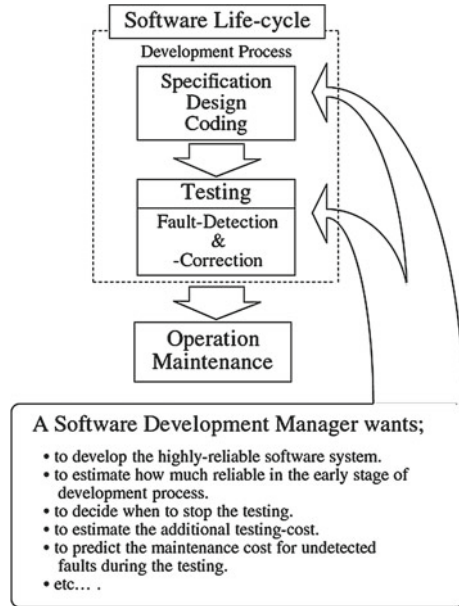 Software Life-cycle
Development Process
Specification
Design
Coding
Testing
Fault-Detection
&
-Correction
Operation
Maintenance
A Software Development Manager wants;
• to develop the highly-reliable software system.
• to estimate how much reliable in the early stage of
development process.
• to decide when to stop the testing.
• to estimate the additional testing-cost.
• to predict the maintenance cost for undetected
faults during the testing.
• etc... .